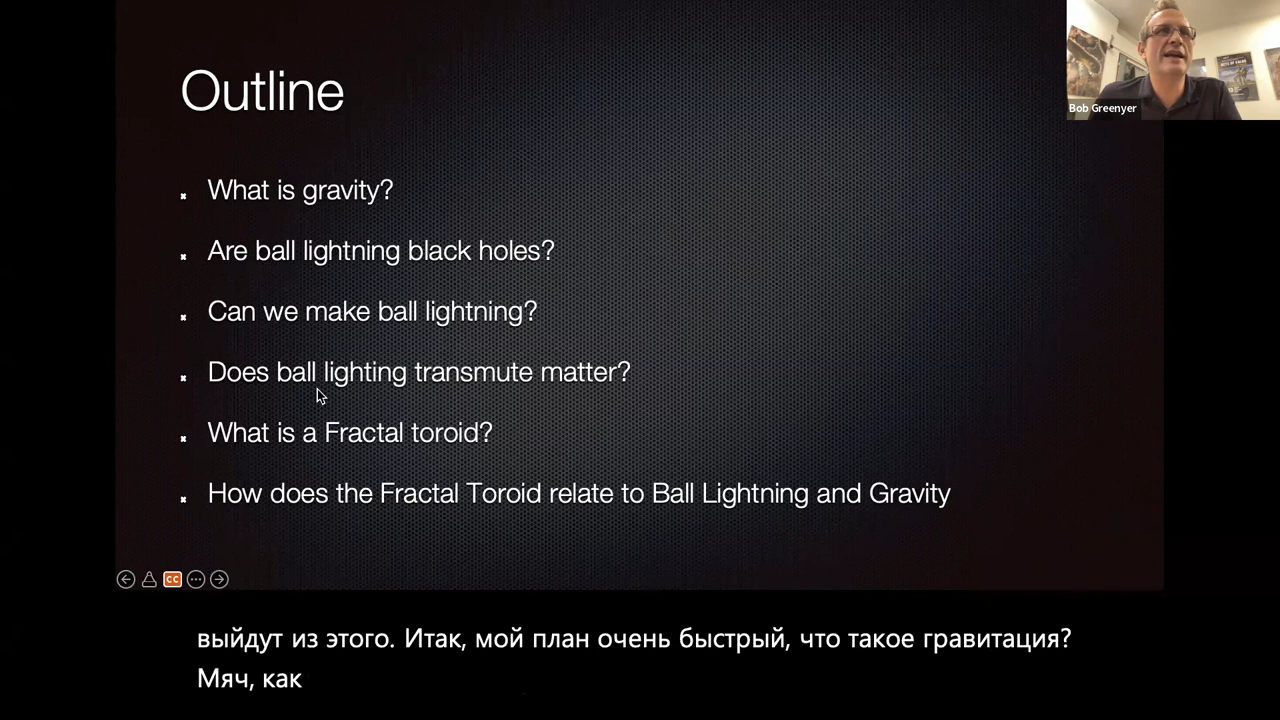 Outline
What is gravity?
Are ball lightning black holes?
Can we make ball lightning?
Does ball lighting transmute matter?
What is a Fractal toroid?
How does the Fractal Toroid relate to Ball Lightning and Gravity
Bob Greenyer
CC
выйдут из этого. Итак, мой план очень быстрый, что такое гравитация?
Мяч, как